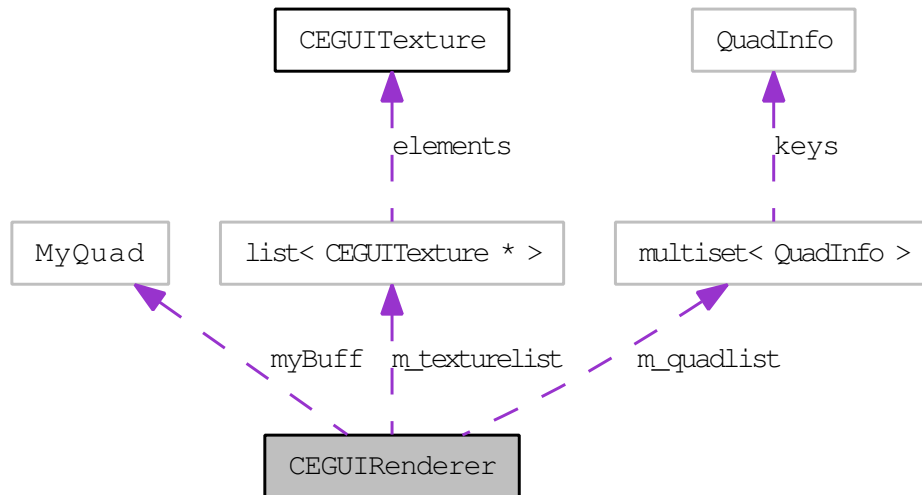 CEGUITexture
QuadInfo
elements
keys
MyQuad
list< CEGUITexture * >
multiset< QuadInfo >
myBuff
m_texturelist
m_quadlist
CEGUIRenderer